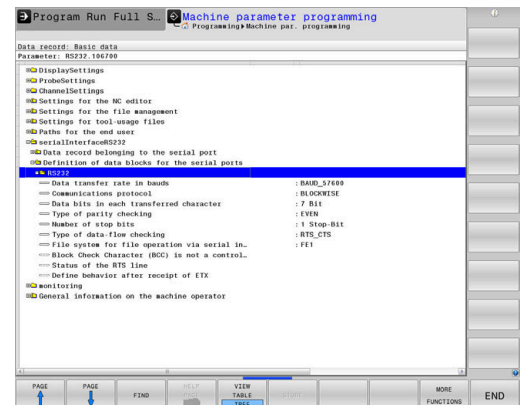 Program Run Full S…
Machine parameter programming
Programming▸Machine par. programming
Data record: Basic data
Parameter: RS232.106700
DisplaySettings
ProbeSettings
ChannelSettings
Settings for the NC editor
Settings for the file management
Settings for tool-usage files
Paths for the end user
serialInterfaceRS232
Data record belonging to the serial port
Definition of data blocks for the serial ports
RS232
Data transfer rate in bauds : BAUD_57600
Communications protocol : BLOCKWISE
Data bits in each transferred character : 7 Bit
Type of parity checking : EVEN
Number of stop bits : 1 Stop-Bit
Type of data-flow checking : RTS_CTS
File system for file operation via serial in… : FE1
Block Check Character (BCC) is not a control…
Status of the RTS line
Define behavior after receipt of ETX
monitoring
General information on the machine operator
PAGE
PAGE
FIND
HELP
PAGE
VIEW
TABLE
TREE
STORE
MORE
FUNCTIONS
END